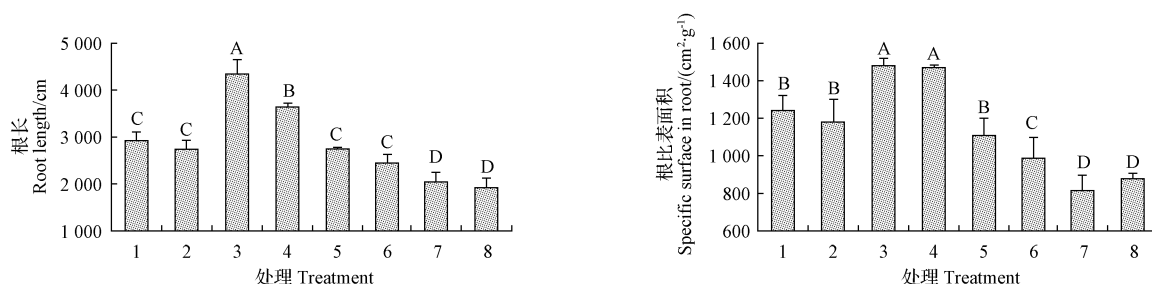 5 000
4 000
3 000
2 000
1 000
根长
Root length/cm
C
C
A
B
C
C
D
D
1 2 3 4 5 6 7 8
处理 Treatment
1 600
1 400
1 200
1 000
800
600
根比表面积
Specific surface in root/(cm²·g⁻¹)
B
B
A
A
B
C
D
D
1 2 3 4 5 6 7 8
处理 Treatment